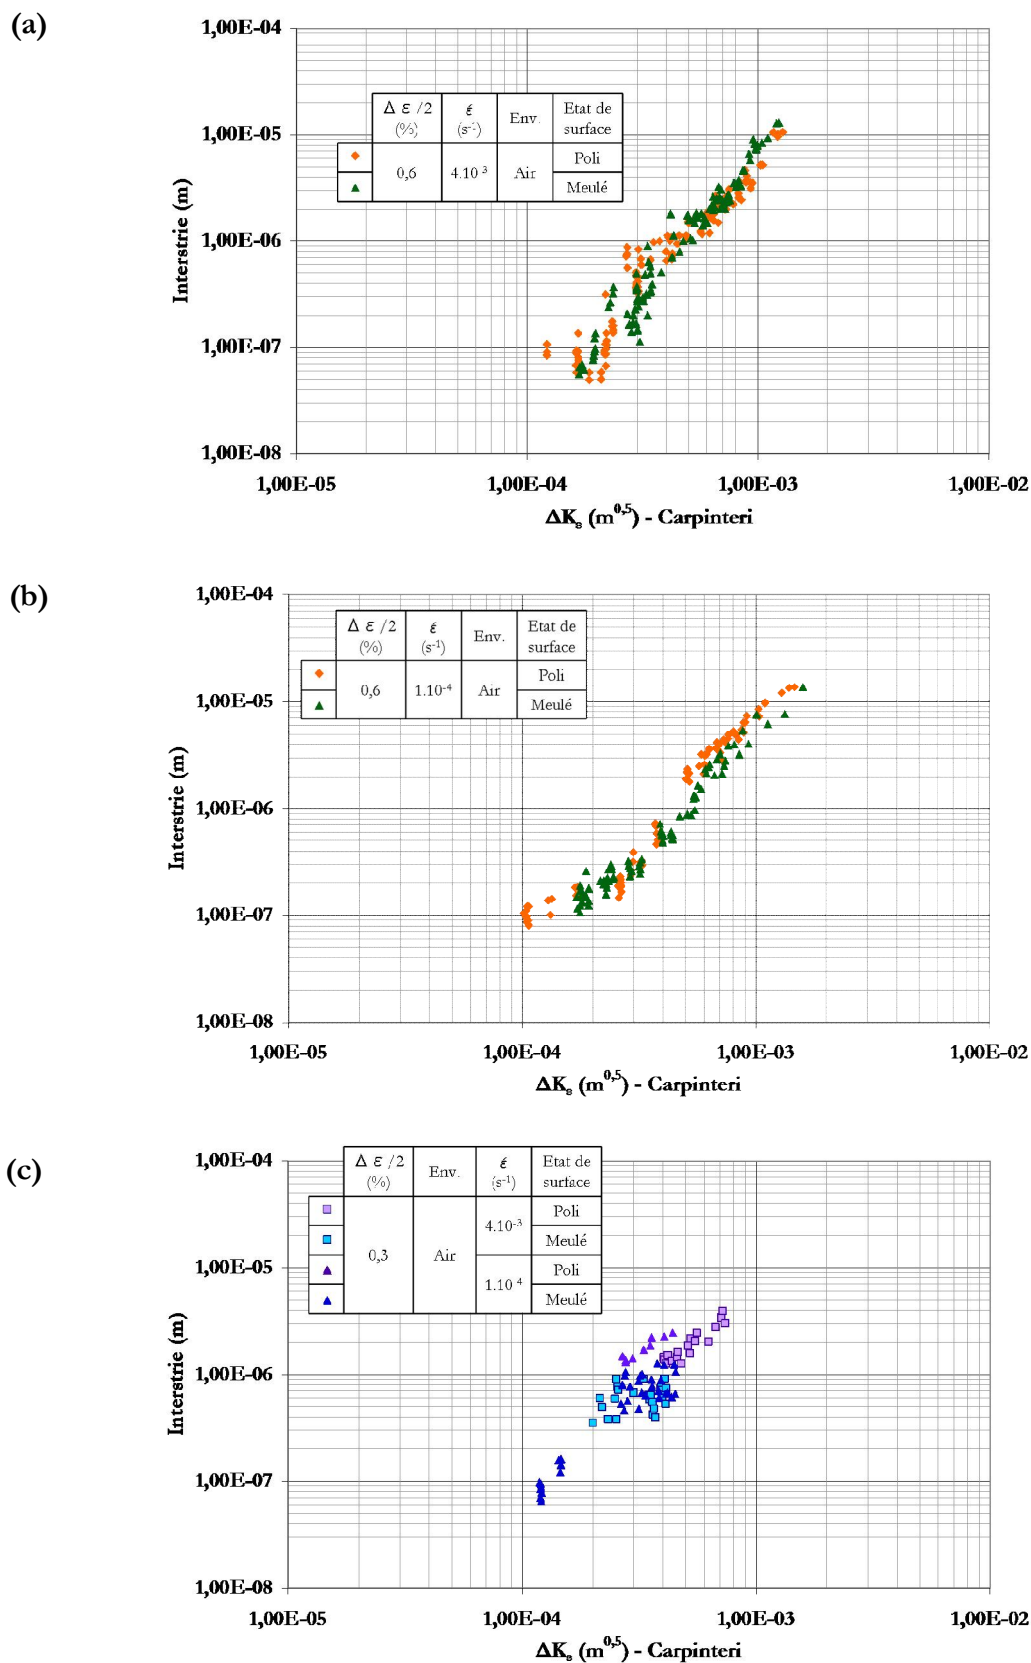 (a)
1,00E-04
1,00E-05
1,00E-06
1,00E-07
1,00E-08
Interstrie (m)
Δ ε /2 (%)
έ (s-1)
Env.
Etat de surface
0,6
4.10-3
Air
Poli
Meulé
1,00E-05
1,00E-04
1,00E-03
1,00E-02
ΔKε (m0,5) - Carpinteri
(b)
1,00E-04
1,00E-05
1,00E-06
1,00E-07
1,00E-08
Interstrie (m)
Δ ε /2 (%)
έ (s-1)
Env.
Etat de surface
0,6
1.10-4
Air
Poli
Meulé
1,00E-05
1,00E-04
1,00E-03
1,00E-02
ΔKε (m0,5) - Carpinteri
(c)
1,00E-04
1,00E-05
1,00E-06
1,00E-07
1,00E-08
Interstrie (m)
Δ ε /2 (%)
Env.
έ (s-1)
Etat de surface
0,3
Air
4.10-3
Poli
Meulé
1.10-4
Poli
Meulé
1,00E-05
1,00E-04
1,00E-03
1,00E-02
ΔKε (m0,5) - Carpinteri